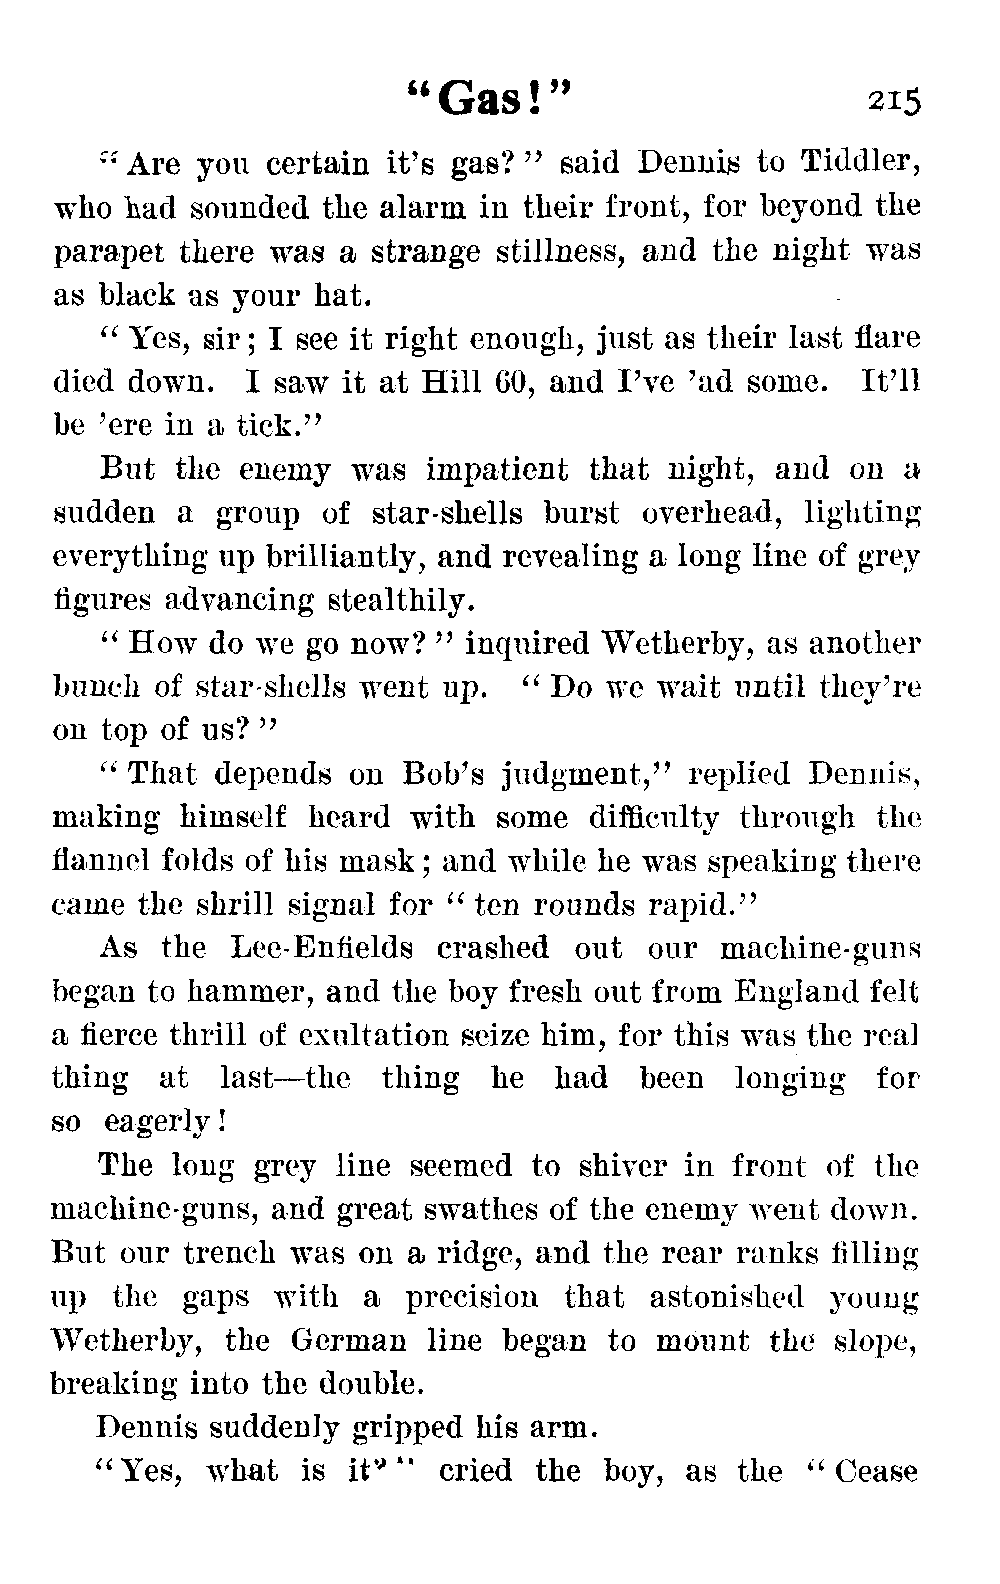 "Gas!" 215
"Are you certain it's gas?" said Dennis to Tiddler,
who had sounded the alarm in their front, for beyond the
parapet there was a strange stillness, and the night was
as black as your hat.
"Yes, sir; I see it right enough, just as their last flare
died down. I saw it at Hill 60, and I've 'ad some. It'll
be 'ere in a tick."
But the enemy was impatient that night, and on a
sudden a group of star-shells burst overhead, lighting
everything up brilliantly, and revealing a long line of grey
figures advancing stealthily.
"How do we go now?" inquired Wetherby, as another
bunch of star-shells went up. "Do we wait until they're
on top of us?"
"That depends on Bob's judgment," replied Dennis,
making himself heard with some difficulty through the
flannel folds of his mask; and while he was speaking there
came the shrill signal for "ten rounds rapid."
As the Lee-Enfields crashed out our machine-guns
began to hammer, and the boy fresh out from England felt
a fierce thrill of exultation seize him, for this was the real
thing at last—the thing he had been longing for
so eagerly!
The long grey line seemed to shiver in front of the
machine-guns, and great swathes of the enemy went down.
But our trench was on a ridge, and the rear ranks filling
up the gaps with a precision that astonished young
Wetherby, the German line began to mount the slope,
breaking into the double.
Dennis suddenly gripped his arm.
"Yes, what is it?" cried the boy, as the "Cease